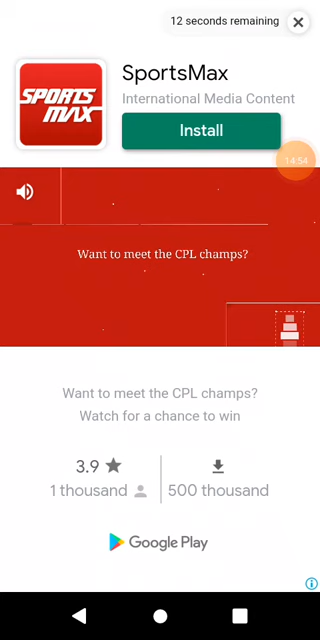 12 seconds remaining
SPORTS
MAX
SportsMax
International Media Content
Install
14:54
Want to meet the CPL champs?
Want to meet the CPL champs?
Watch for a chance to win
3.9
1 thousand
500 thousand
Google Play